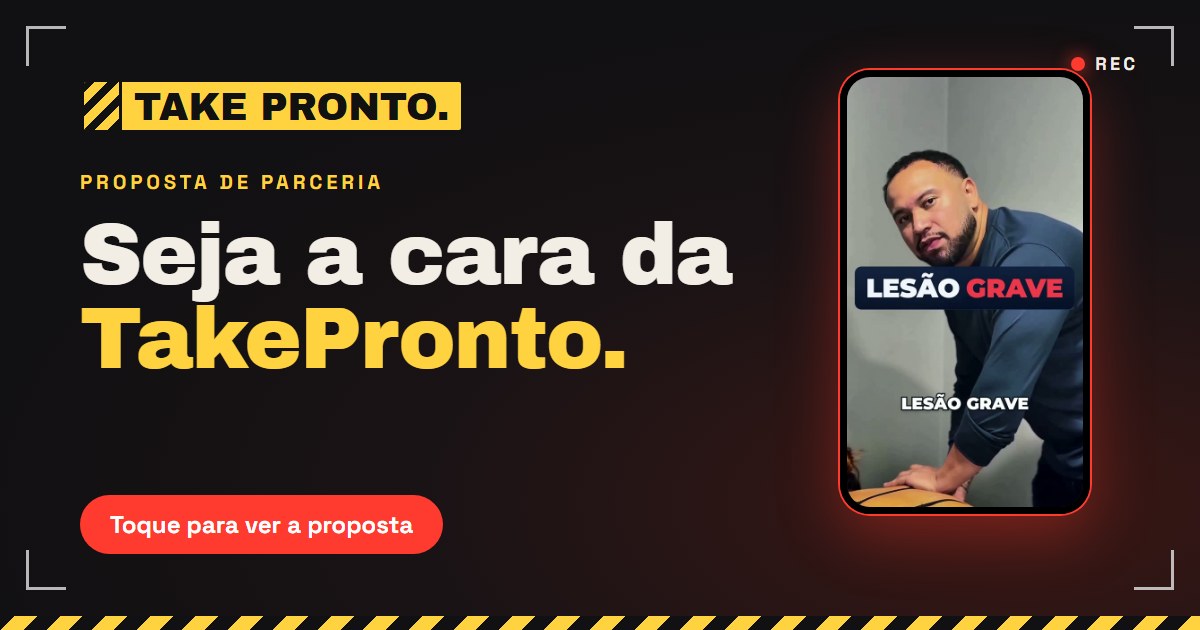 TAKE PRONTO.
REC
PROPOSTA DE PARCERIA
Seja a cara da
TakePronto.
LESÃO GRAVE
LESÃO GRAVE
Toque para ver a proposta